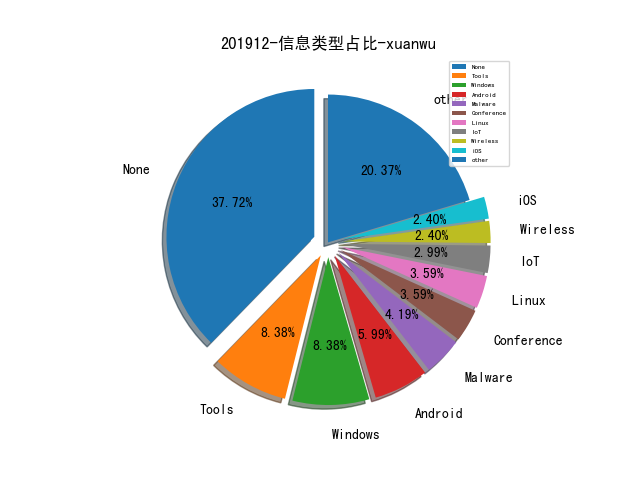 201912-信息类型占比-xuanwu
None
Tools
Windows
Android
Malware
Conference
Linux
IoT
Wireless
iOS
other
None
37.72%
20.37%
iOS
2.40%
Wireless
2.40%
IoT
2.99%
Linux
3.59%
Conference
3.59%
Malware
4.19%
Android
5.99%
Windows
8.38%
Tools
8.38%